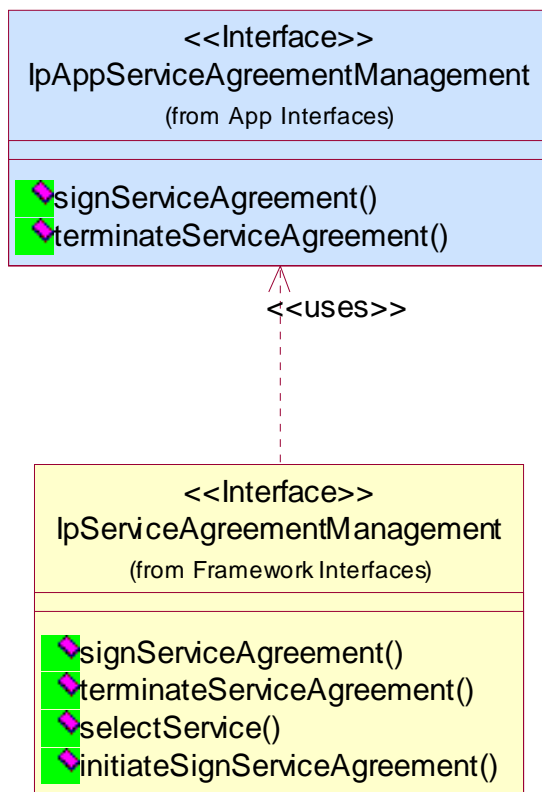 <<Interface>>
IpAppServiceAgreementManagement
(from App Interfaces)
signServiceAgreement()
terminateServiceAgreement()
<<uses>>
<<Interface>>
IpServiceAgreementManagement
(from Framework Interfaces)
signServiceAgreement()
terminateServiceAgreement()
selectService()
initiateSignServiceAgreement()